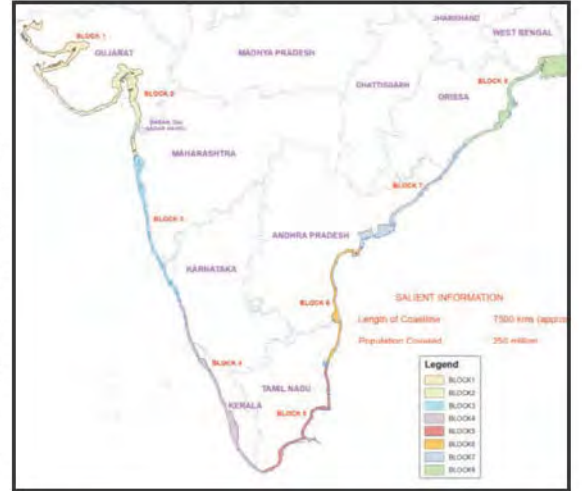 JHARKHAND
WEST BENGAL
BLOCK 1
GUJARAT
MADHYA PRADESH
CHATTISGARH
BLOCK 8
ORISSA
BLOCK 2
MAHARASHTRA
BLOCK 7
BLOCK 3
ANDHRA PRADESH
KARNATAKA
BLOCK 6
SALIENT INFORMATION
Length of Coastline 7500 kms (approx
Population Covered 250 million
BLOCK 4
TAMIL NADU
KERALA
BLOCK 5
Legend
BLOCK1
BLOCK2
BLOCK3
BLOCK4
BLOCK5
BLOCK6
BLOCK7
BLOCK8